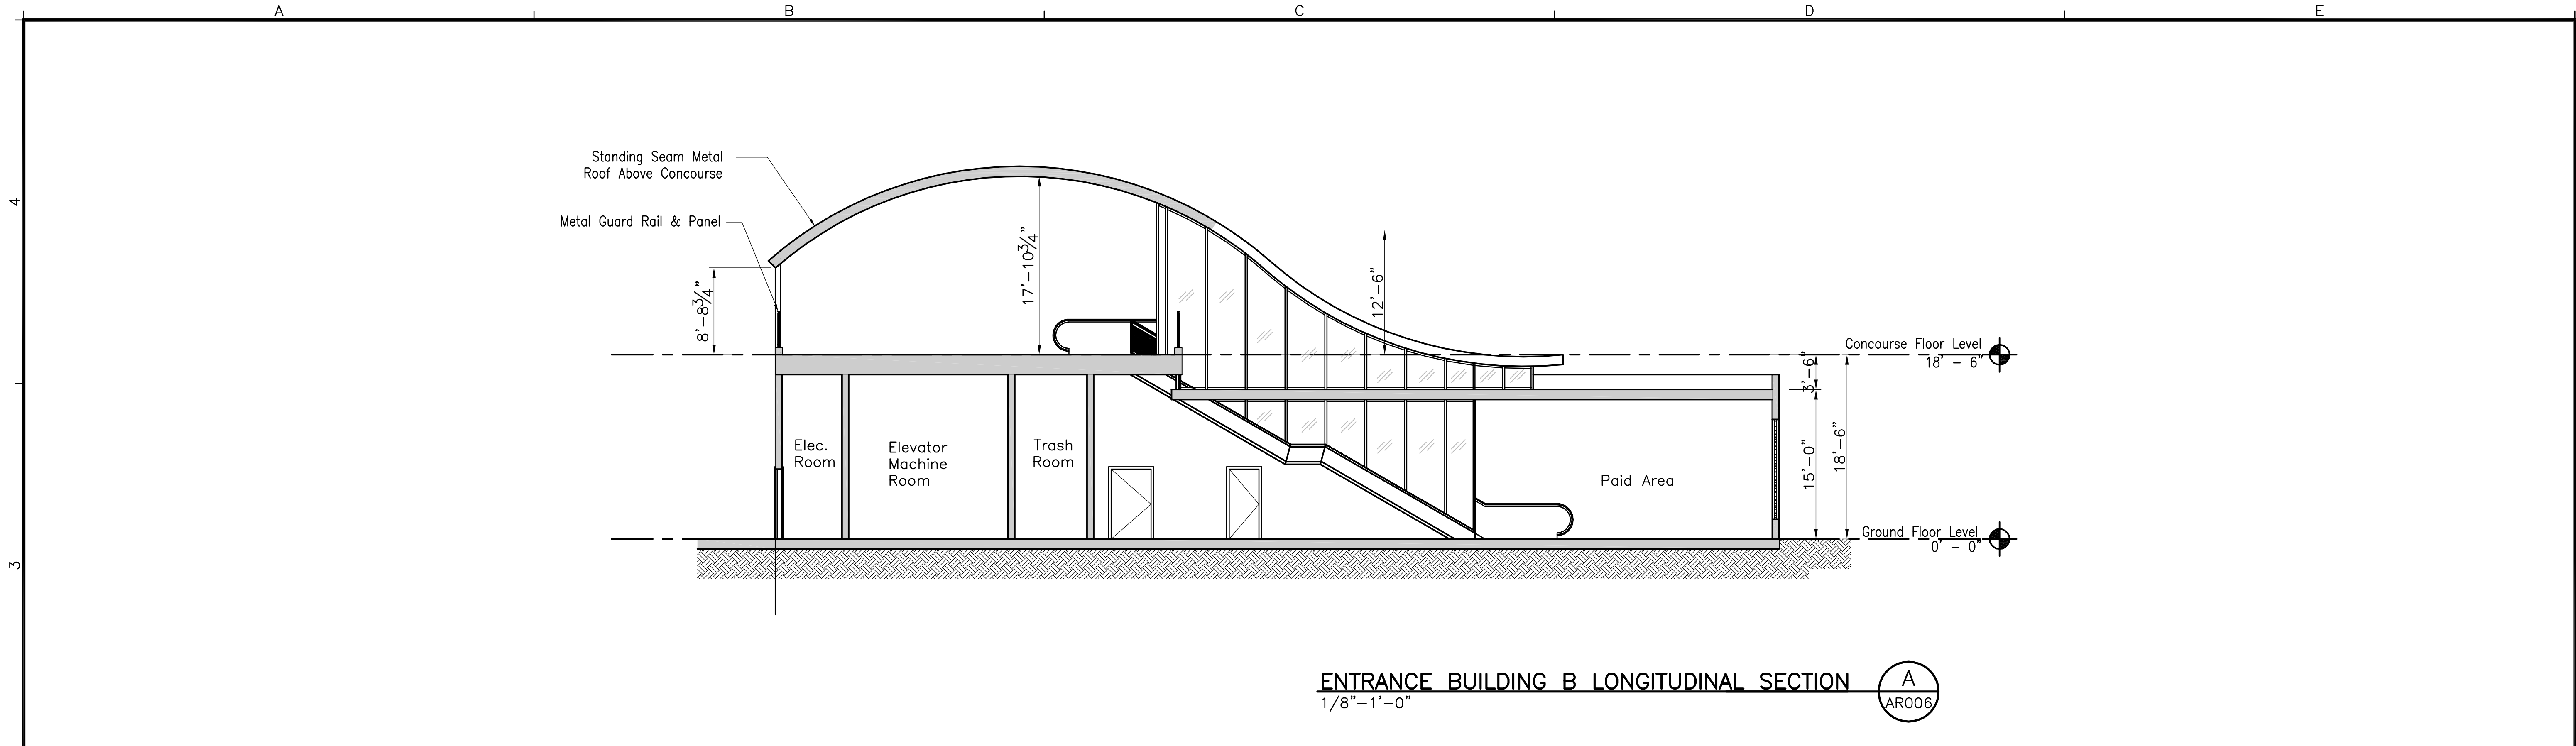 A B C D E
4
3
Standing Seam Metal
Roof Above Concourse
Metal Guard Rail & Panel
8'-8¾"
17'-10¾"
12'-6"
Concourse Floor Level
18' - 6"
3'-6"
15'-0"
18'-6"
Elec.
Room
Elevator
Machine
Room
Trash
Room
Paid Area
Ground Floor Level
0' - 0"
ENTRANCE BUILDING B LONGITUDINAL SECTION
1/8"-1'-0"
A
AR006